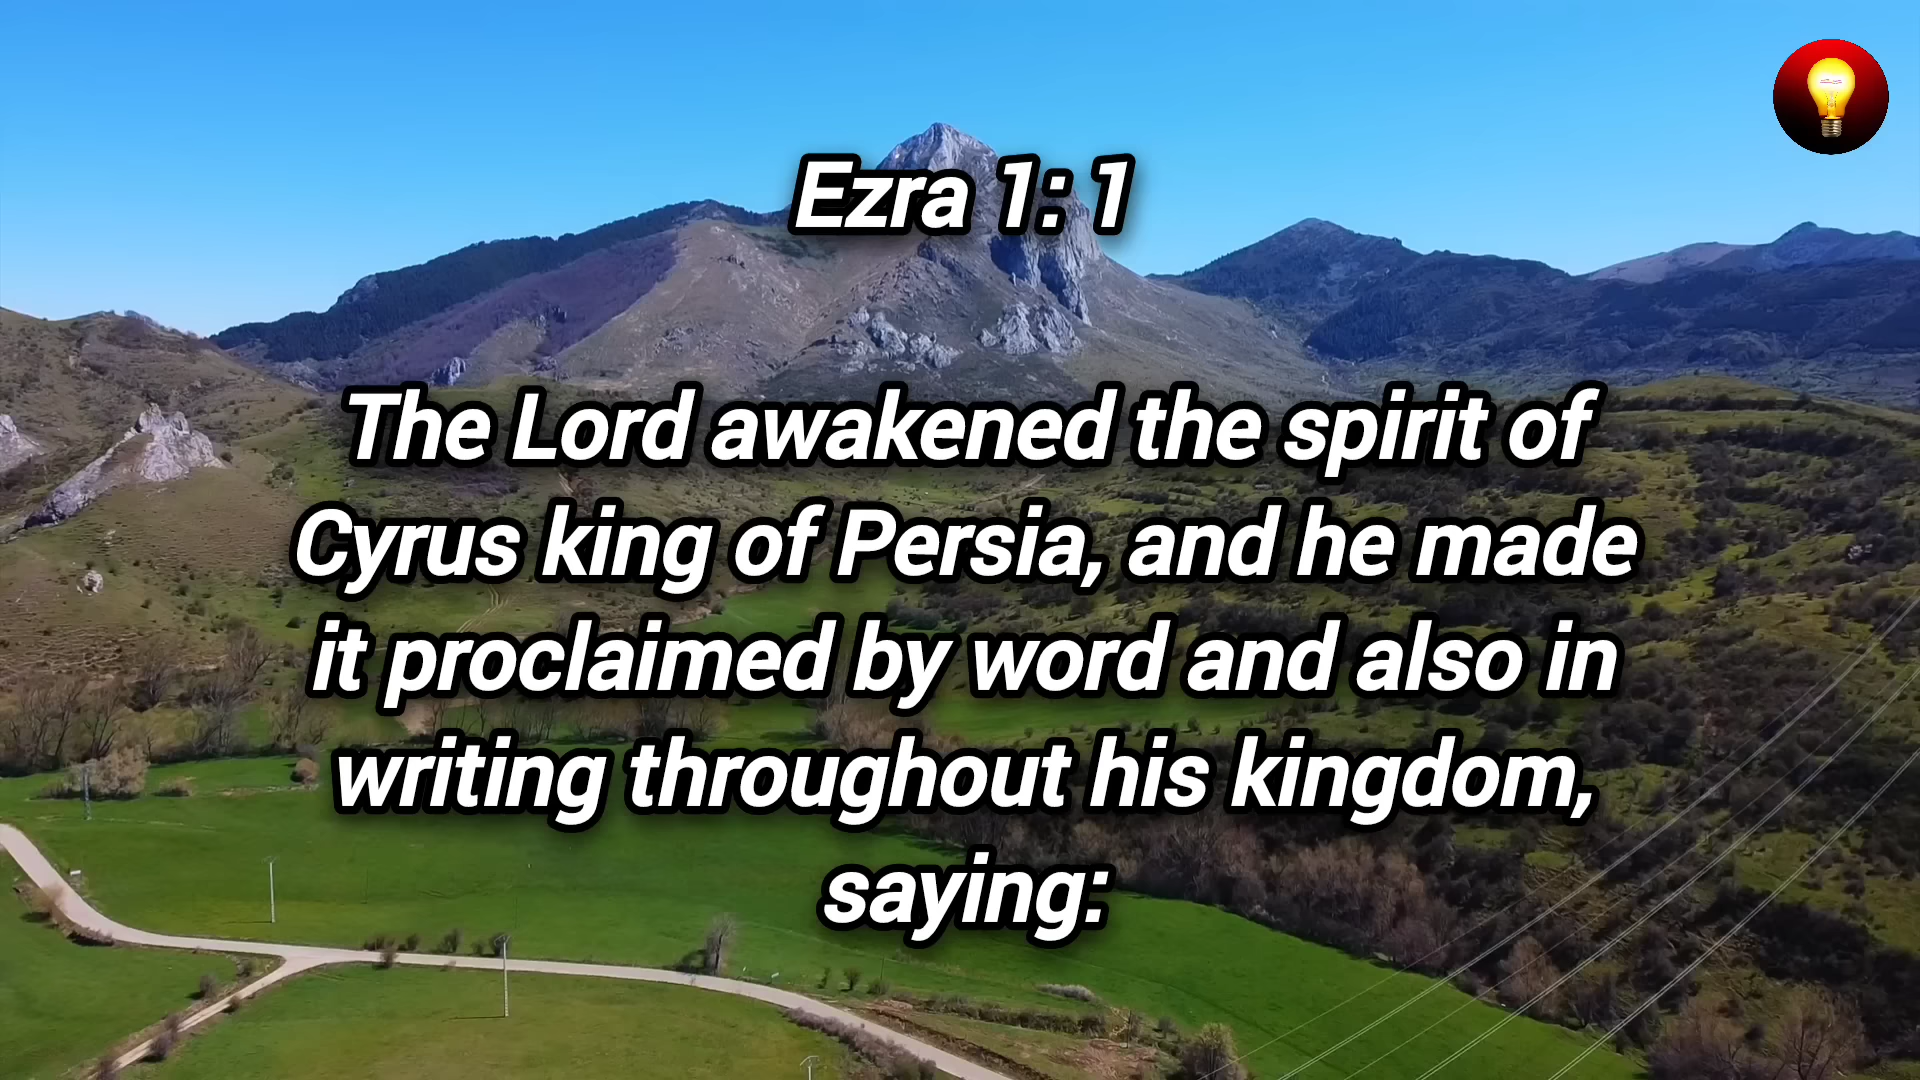 Ezra 1: 1
The Lord awakened the spirit of
Cyrus king of Persia, and he made
it proclaimed by word and also in
writing throughout his kingdom,
saying: